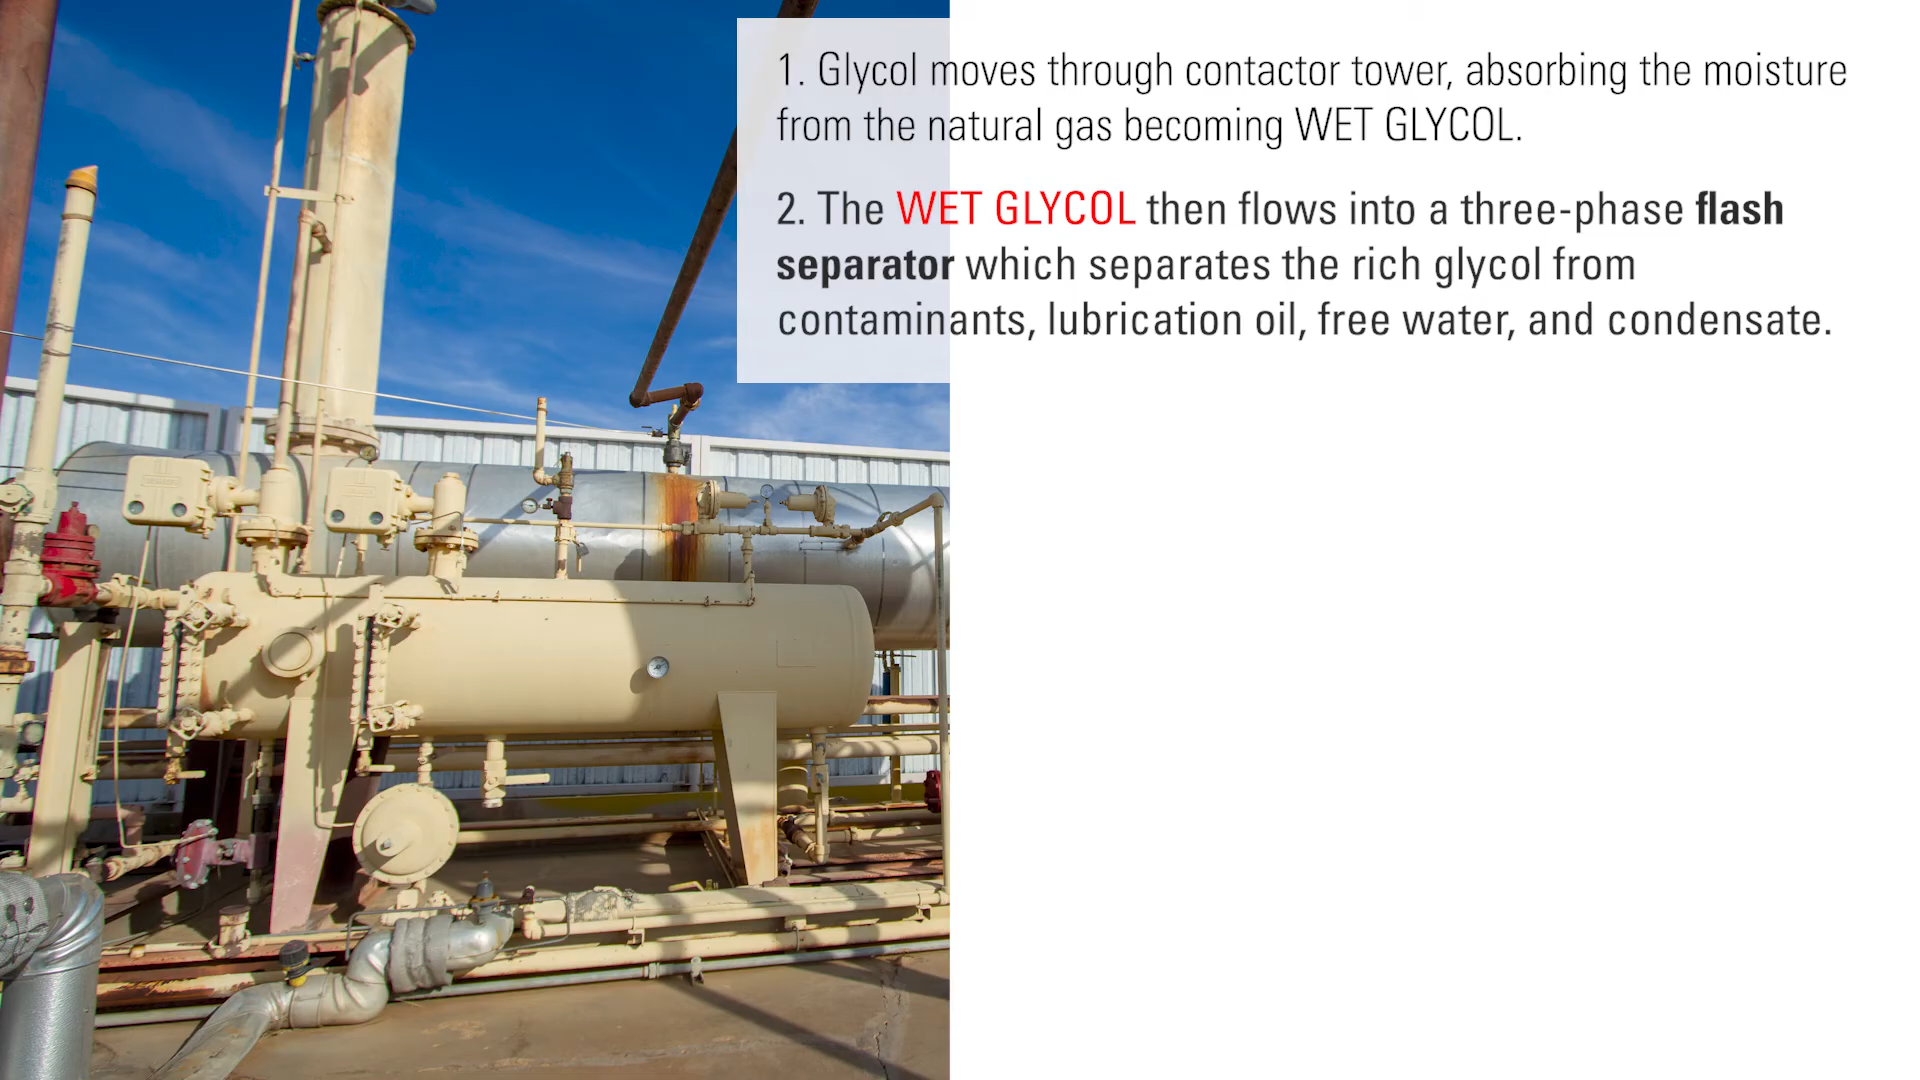 1. Glycol moves through contactor tower, absorbing the moisture
from the natural gas becoming WET GLYCOL.
2. The WET GLYCOL then flows into a three-phase flash
separator which separates the rich glycol from
contaminants, lubrication oil, free water, and condensate.